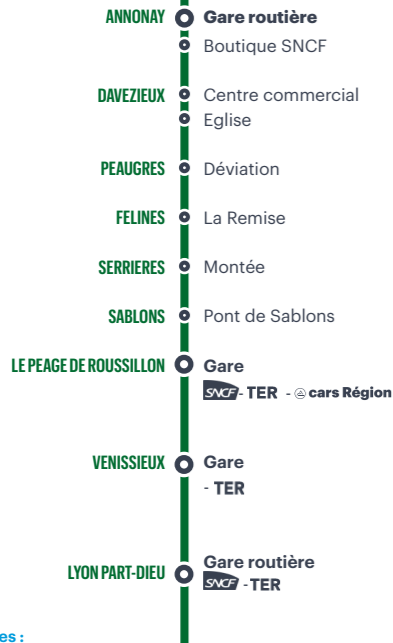 ANNONAY Gare routière
Boutique SNCF
DAVEZIEUX Centre commercial
Eglise
PEAUGRES Déviation
FELINES La Remise
SERRIERES Montée
SABLONS Pont de Sablons
LE PEAGE DE ROUSSILLON Gare
SNCF - TER - cars Région
VENISSIEUX Gare
- TER
LYON PART-DIEU Gare routière
SNCF - TER
es :